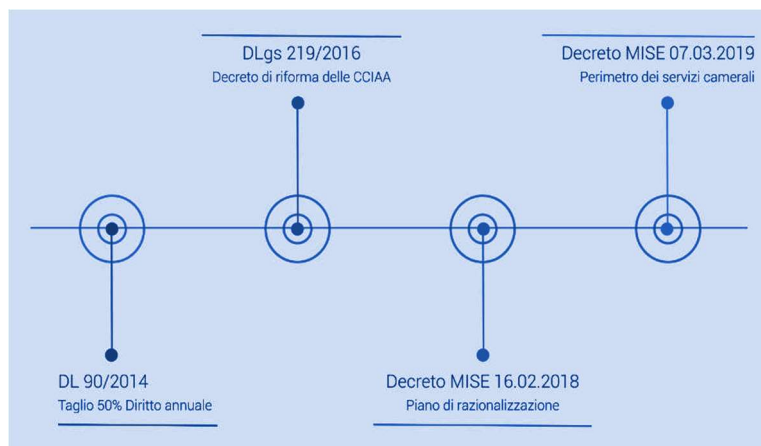 DLgs 219/2016
Decreto di riforma delle CCIAA
Decreto MISE 07.03.2019
Perimetro dei servizi camerali
DL 90/2014
Taglio 50% Diritto annuale
Decreto MISE 16.02.2018
Piano di razionalizzazione